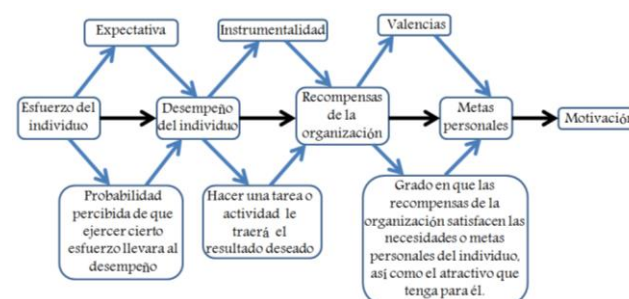 Expectativa
Instrumentalidad
Valencias
Esfuerzo del
individuo
Desempeño
del individuo
Recompensas
de la
organización
Metas
personales
Motivación
Probabilidad
percibida de que
ejercer cierto
esfuerzo llevara al
desempeño
Hacer una tarea o
actividad le
traerá el
resultado deseado
Grado en que las
recompensas de la
organización satisfacen las
necesidades o metas
personales del individuo,
así como el atractivo que
tenga para él.